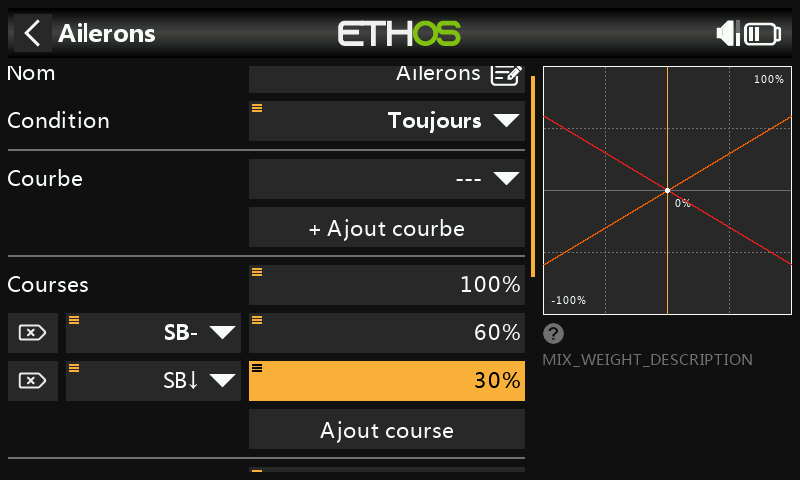 Ailerons
ETHOS
Nom
Ailerons
Condition
Toujours
Courbe
---
+ Ajout courbe
Courses
100%
SB-
60%
SB↓
30%
Ajout course
100%
0%
-100%
?
MIX_WEIGHT_DESCRIPTION